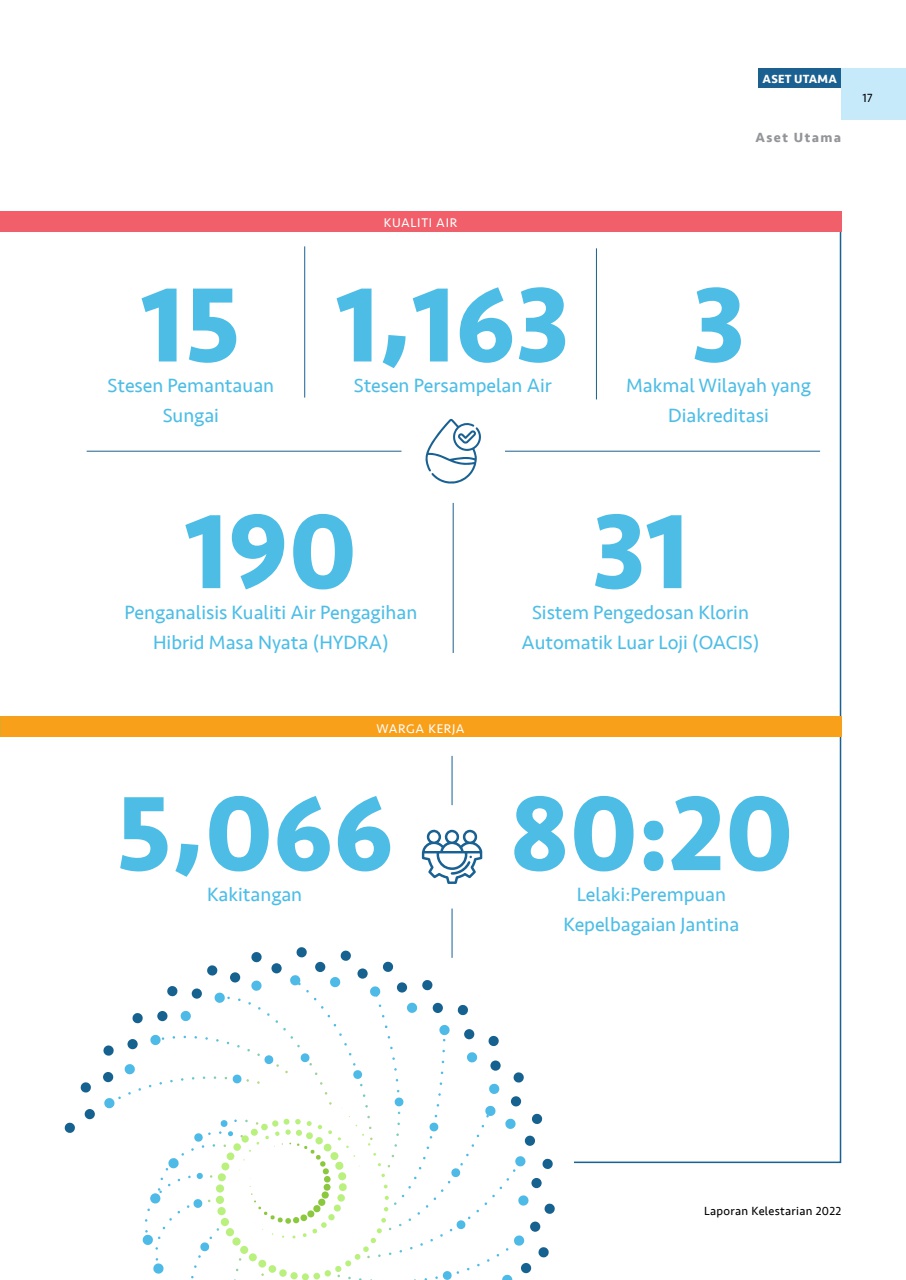 ASET UTAMA
17
Aset Utama
KUALITI AIR
15
Stesen Pemantauan
Sungai
1,163
Stesen Persampelan Air
3
Makmal Wilayah yang
Diakreditasi
190
Penganalisis Kualiti Air Pengagihan
Hibrid Masa Nyata (HYDRA)
31
Sistem Pengedosan Klorin
Automatik Luar Loji (OACIS)
WARGA KERJA
5,066
Kakitangan
80:20
Lelaki:Perempuan
Kepelbagaian Jantina
Laporan Kelestarian 2022